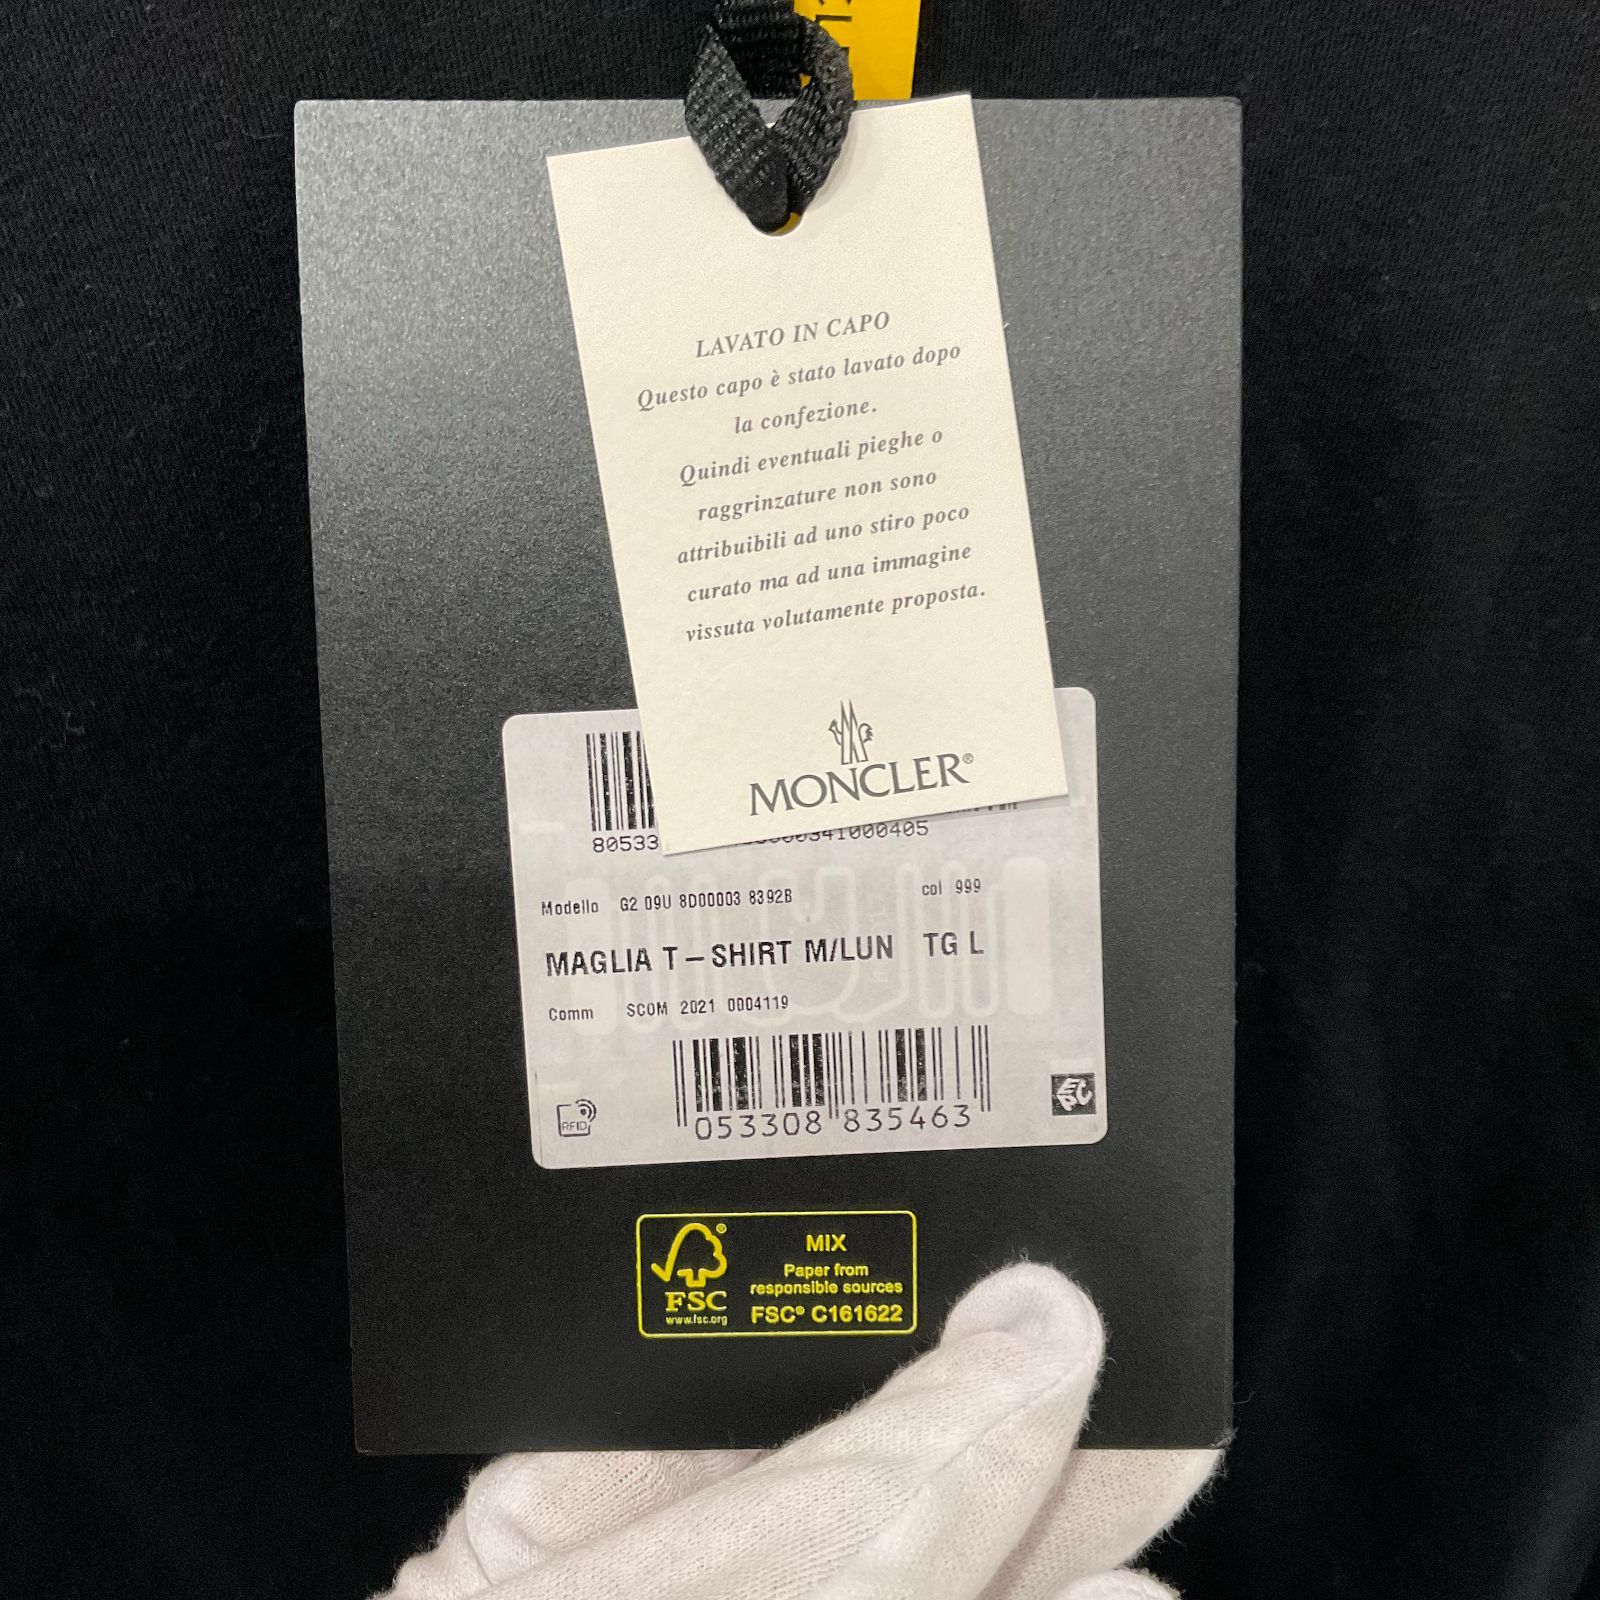 LAVATO IN CAPO
Questo capo è stato lavato dopo
la confezione.
Quindi eventuali pieghe o
raggrinzature non sono
attribuibili ad uno stiro poco
curato ma ad una immagine
vissuta volutamente proposta.
MONCLER®
80533
341000405
Modello G2 09U 8D00003 8392B col 999
MAGLIA T-SHIRT M/LUN TG L
Comm SCOM 2021 0004119
053308 835463
RFID
EPC
FSC®
www.fsc.org
MIX
Paper from
responsible sources
FSC® C161622